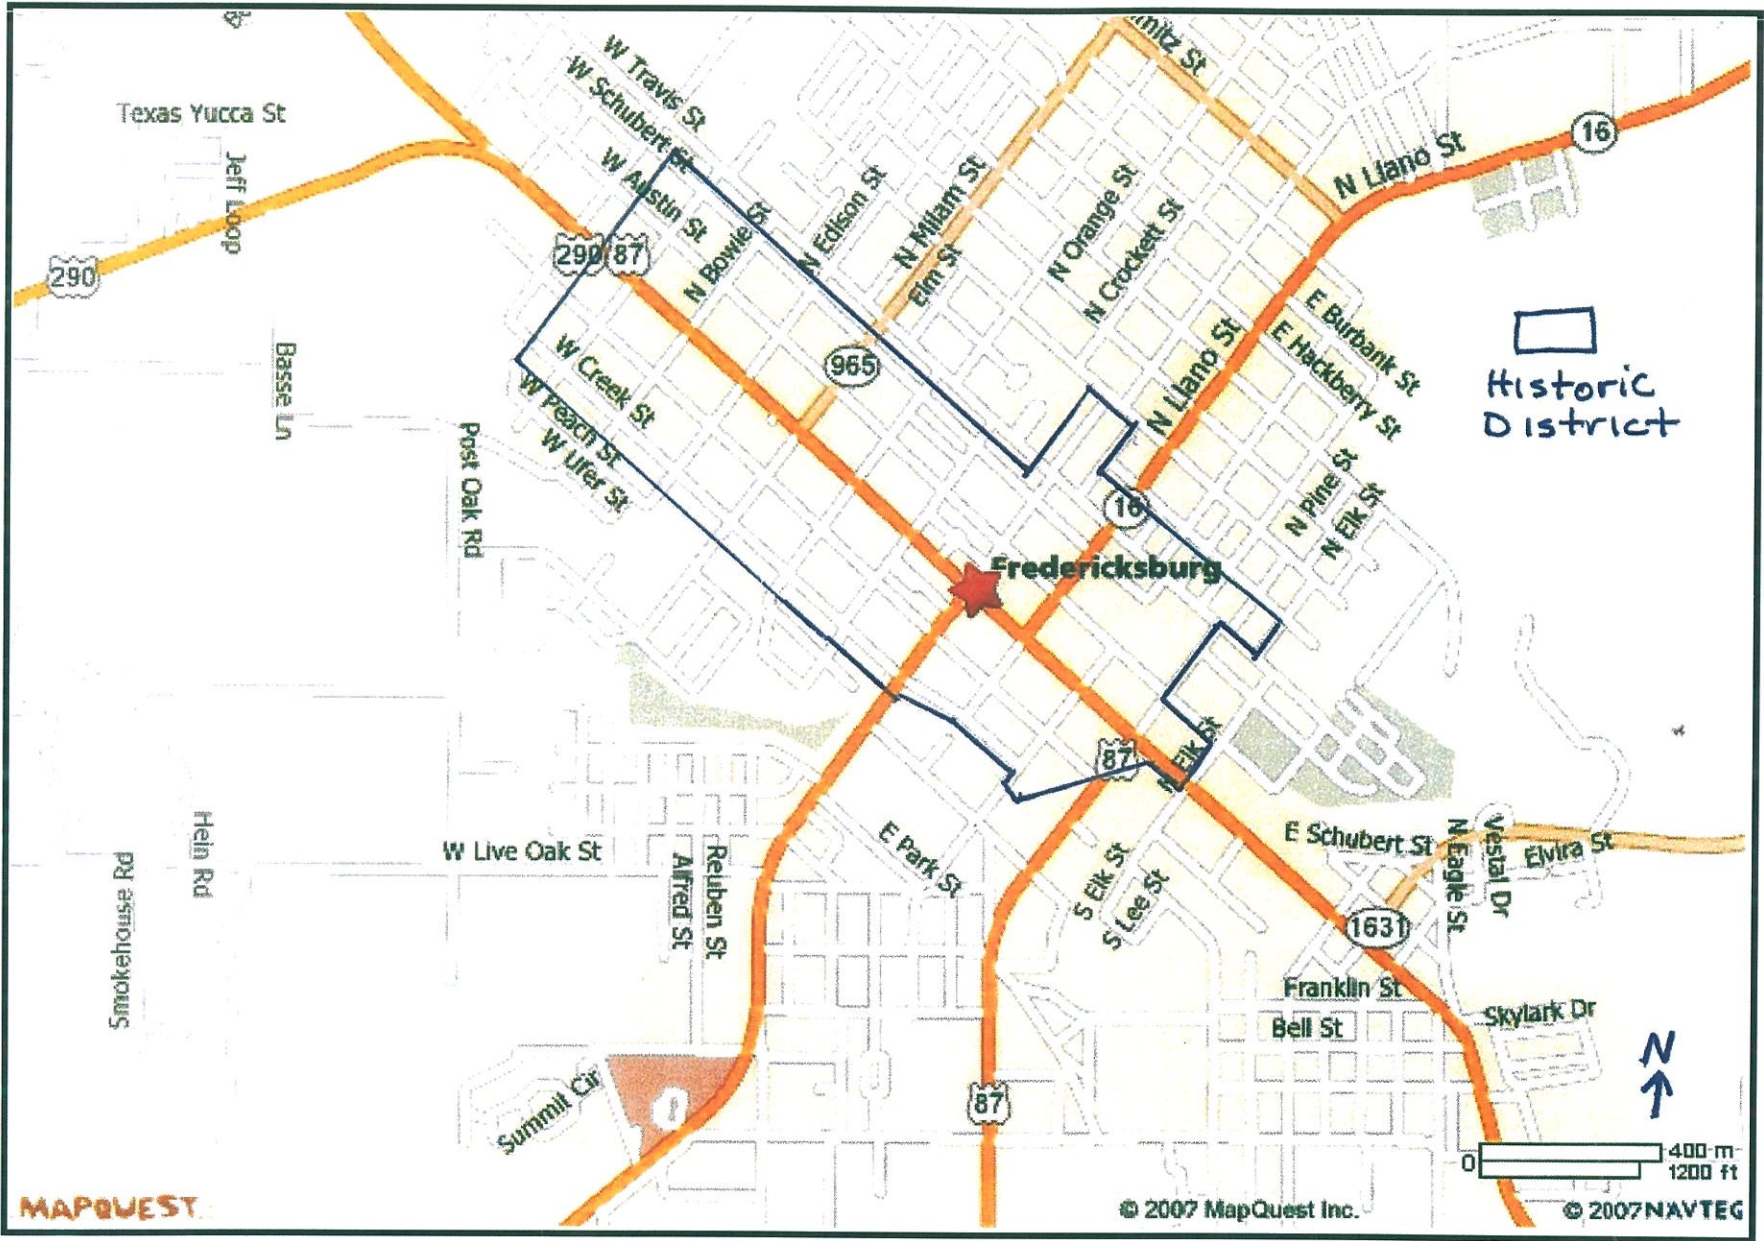 mitz St
W Travis St
W Schubert St
Texas Yucca St
16
N Llano St
Jeff Loop
W Austin St
N Edison St
N Milam St
N Orange St
N Bowie St
N Crockett St
Elm St
290
87
290
E Burbank St
E Hackberry St
N Llano St
Historic
District
Basse Ln
W Creek St
965
W Peach St
W Ufer St
Post Oak Rd
N Pine St
N Elk St
16
Fredericksburg
N Elk St
87
Hein Rd
Smokehouse Rd
W Live Oak St
Alfred St
Reuben St
E Park St
S Elk St
S Lee St
E Schubert St
N Eagle St
Vestal Dr
Elvira St
1631
Franklin St
Bell St
Skylark Dr
N
Summit Cir
87
0
400 m
1200 ft
MAPQUEST
© 2007 MapQuest Inc.
© 2007 NAVTEG